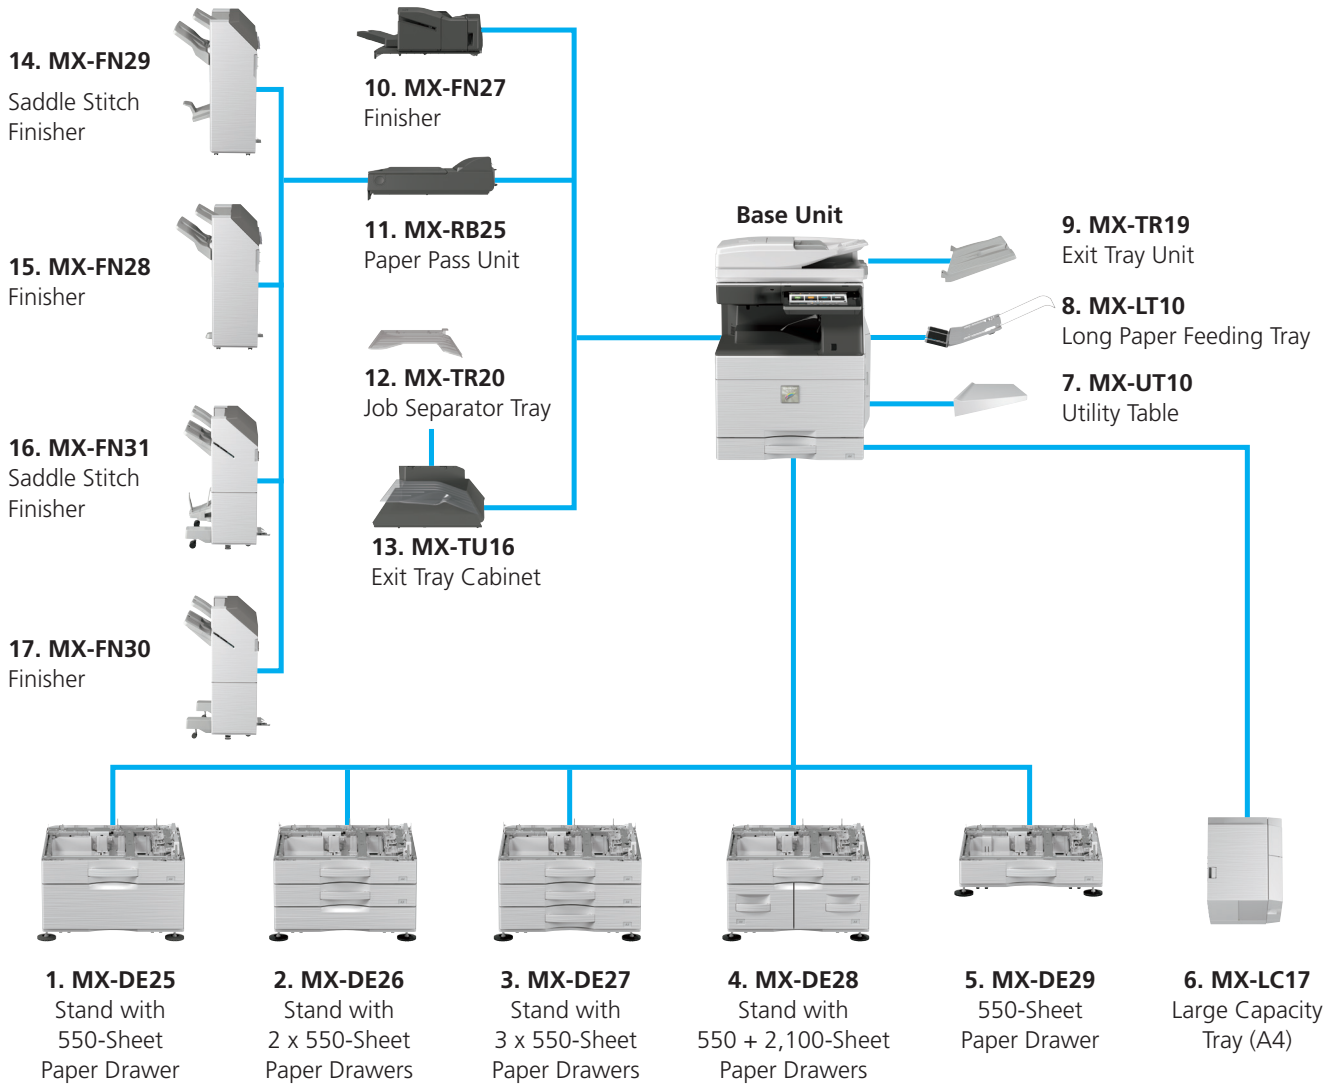 14. MX-FN29
Saddle Stitch
Finisher
10. MX-FN27
Finisher
11. MX-RB25
Paper Pass Unit
15. MX-FN28
Finisher
12. MX-TR20
Job Separator Tray
16. MX-FN31
Saddle Stitch
Finisher
13. MX-TU16
Exit Tray Cabinet
17. MX-FN30
Finisher
Base Unit
9. MX-TR19
Exit Tray Unit
8. MX-LT10
Long Paper Feeding Tray
7. MX-UT10
Utility Table
1. MX-DE25
Stand with
550-Sheet
Paper Drawer
2. MX-DE26
Stand with
2 x 550-Sheet
Paper Drawers
3. MX-DE27
Stand with
3 x 550-Sheet
Paper Drawers
4. MX-DE28
Stand with
550 + 2,100-Sheet
Paper Drawers
5. MX-DE29
550-Sheet
Paper Drawer
6. MX-LC17
Large Capacity
Tray (A4)